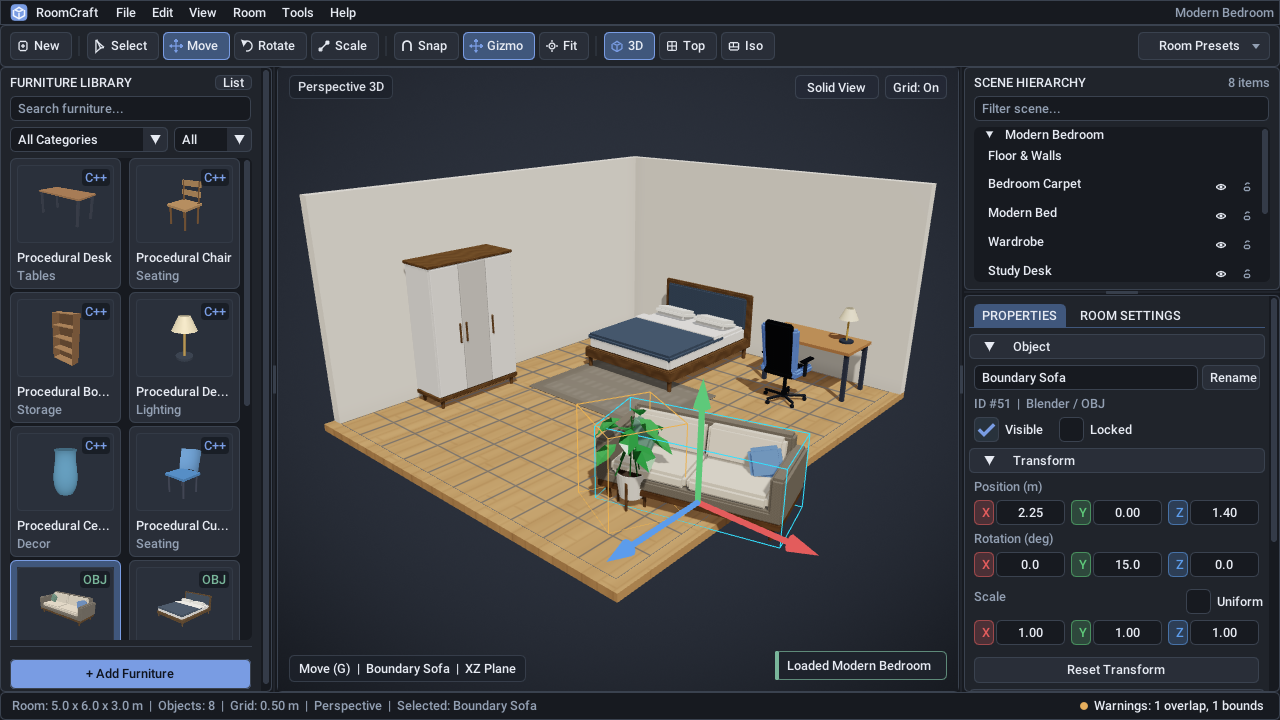 RoomCraft File Edit View Room Tools Help Modern Bedroom
New Select Move Rotate Scale Snap Gizmo Fit 3D Top Iso Room Presets
FURNITURE LIBRARY List
Search furniture...
All Categories All
C++ C++
Procedural Desk Procedural Chair
Tables Seating
C++ C++
Procedural Bo... Procedural De...
Storage Lighting
C++ C++
Procedural Ce... Procedural Cu...
Decor Seating
OBJ OBJ
+ Add Furniture
Perspective 3D Solid View Grid: On
Move (G) | Boundary Sofa | XZ Plane
Loaded Modern Bedroom
SCENE HIERARCHY 8 items
Filter scene...
Modern Bedroom
Floor & Walls
Bedroom Carpet
Modern Bed
Wardrobe
Study Desk
PROPERTIES ROOM SETTINGS
Object
Boundary Sofa Rename
ID #51 | Blender / OBJ
Visible Locked
Transform
Position (m)
X 2.25 Y 0.00 Z 1.40
Rotation (deg)
X 0.0 Y 15.0 Z 0.0
Scale Uniform
X 1.00 Y 1.00 Z 1.00
Reset Transform
Room: 5.0 x 6.0 x 3.0 m | Objects: 8 | Grid: 0.50 m | Perspective | Selected: Boundary Sofa Warnings: 1 overlap, 1 bounds